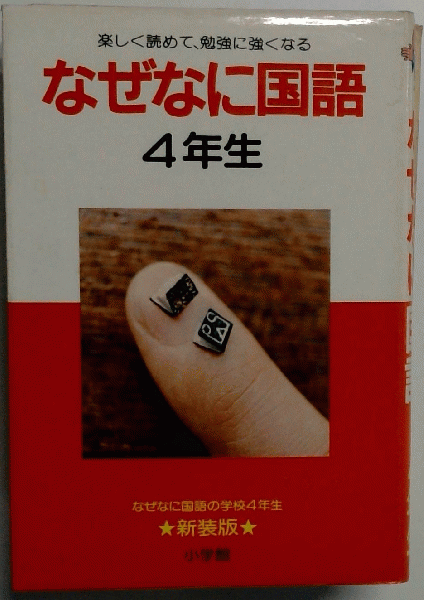 楽しく読めて、勉強に強くなる
なぜなに国語
4年生
なぜなに国語の学校4年生
★新装版★
小学館